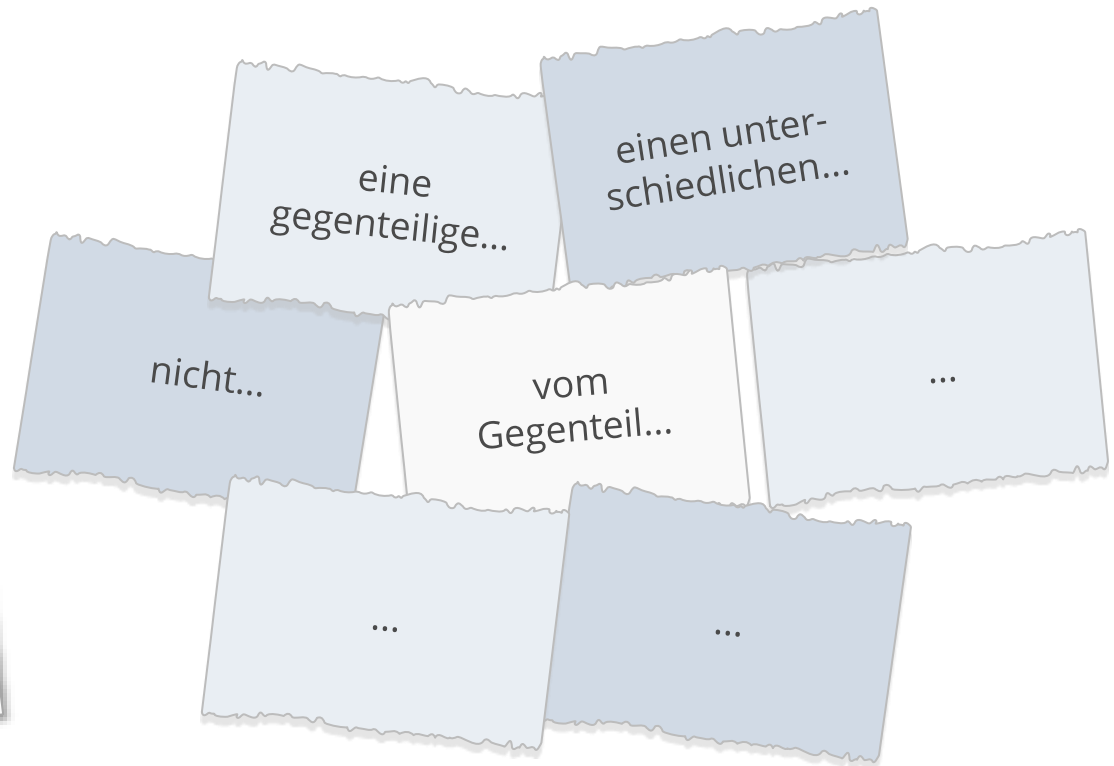 eine
gegenteilige...
einen unter-
schiedlichen...
nicht...
vom
Gegenteil...
...
...
...